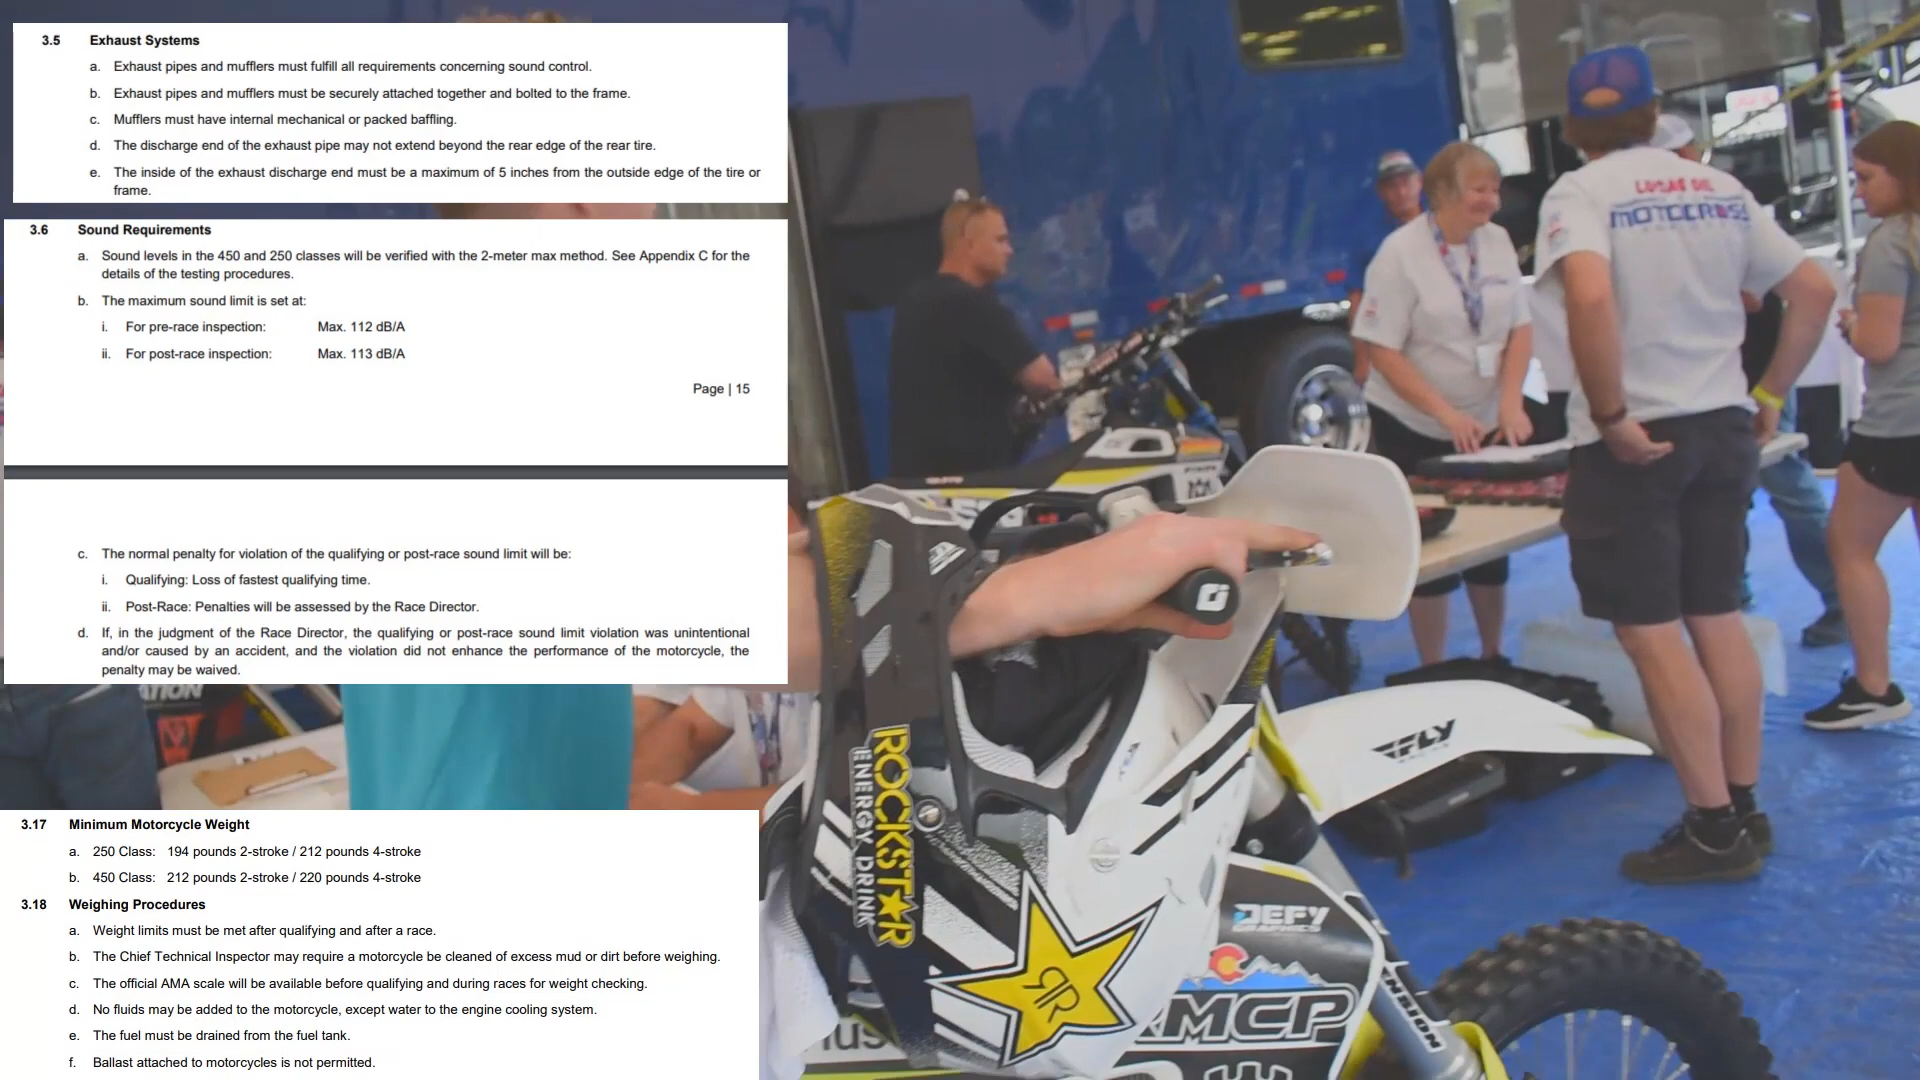 3.5 Exhaust Systems
a. Exhaust pipes and mufflers must fulfill all requirements concerning sound control.
b. Exhaust pipes and mufflers must be securely attached together and bolted to the frame.
c. Mufflers must have internal mechanical or packed baffling.
d. The discharge end of the exhaust pipe may not extend beyond the rear edge of the rear tire.
e. The inside of the exhaust discharge end must be a maximum of 5 inches from the outside edge of the tire or
frame.
3.6 Sound Requirements
a. Sound levels in the 450 and 250 classes will be verified with the 2-meter max method. See Appendix C for the
details of the testing procedures.
b. The maximum sound limit is set at:
i. For pre-race inspection: Max. 112 dB/A
ii. For post-race inspection: Max. 113 dB/A
Page | 15
c. The normal penalty for violation of the qualifying or post-race sound limit will be:
i. Qualifying: Loss of fastest qualifying time.
ii. Post-Race: Penalties will be assessed by the Race Director.
d. If, in the judgment of the Race Director, the qualifying or post-race sound limit violation was unintentional
and/or caused by an accident, and the violation did not enhance the performance of the motorcycle, the
penalty may be waived.
3.17 Minimum Motorcycle Weight
a. 250 Class: 194 pounds 2-stroke / 212 pounds 4-stroke
b. 450 Class: 212 pounds 2-stroke / 220 pounds 4-stroke
3.18 Weighing Procedures
a. Weight limits must be met after qualifying and after a race.
b. The Chief Technical Inspector may require a motorcycle be cleaned of excess mud or dirt before weighing.
c. The official AMA scale will be available before qualifying and during races for weight checking.
d. No fluids may be added to the motorcycle, except water to the engine cooling system.
e. The fuel must be drained from the fuel tank.
f. Ballast attached to motorcycles is not permitted.
LUCAS OIL
MOTOCROSS
FLY
ROCKSTAR
ENERGY DRINK
DEFY
GRAPHICS
MCP